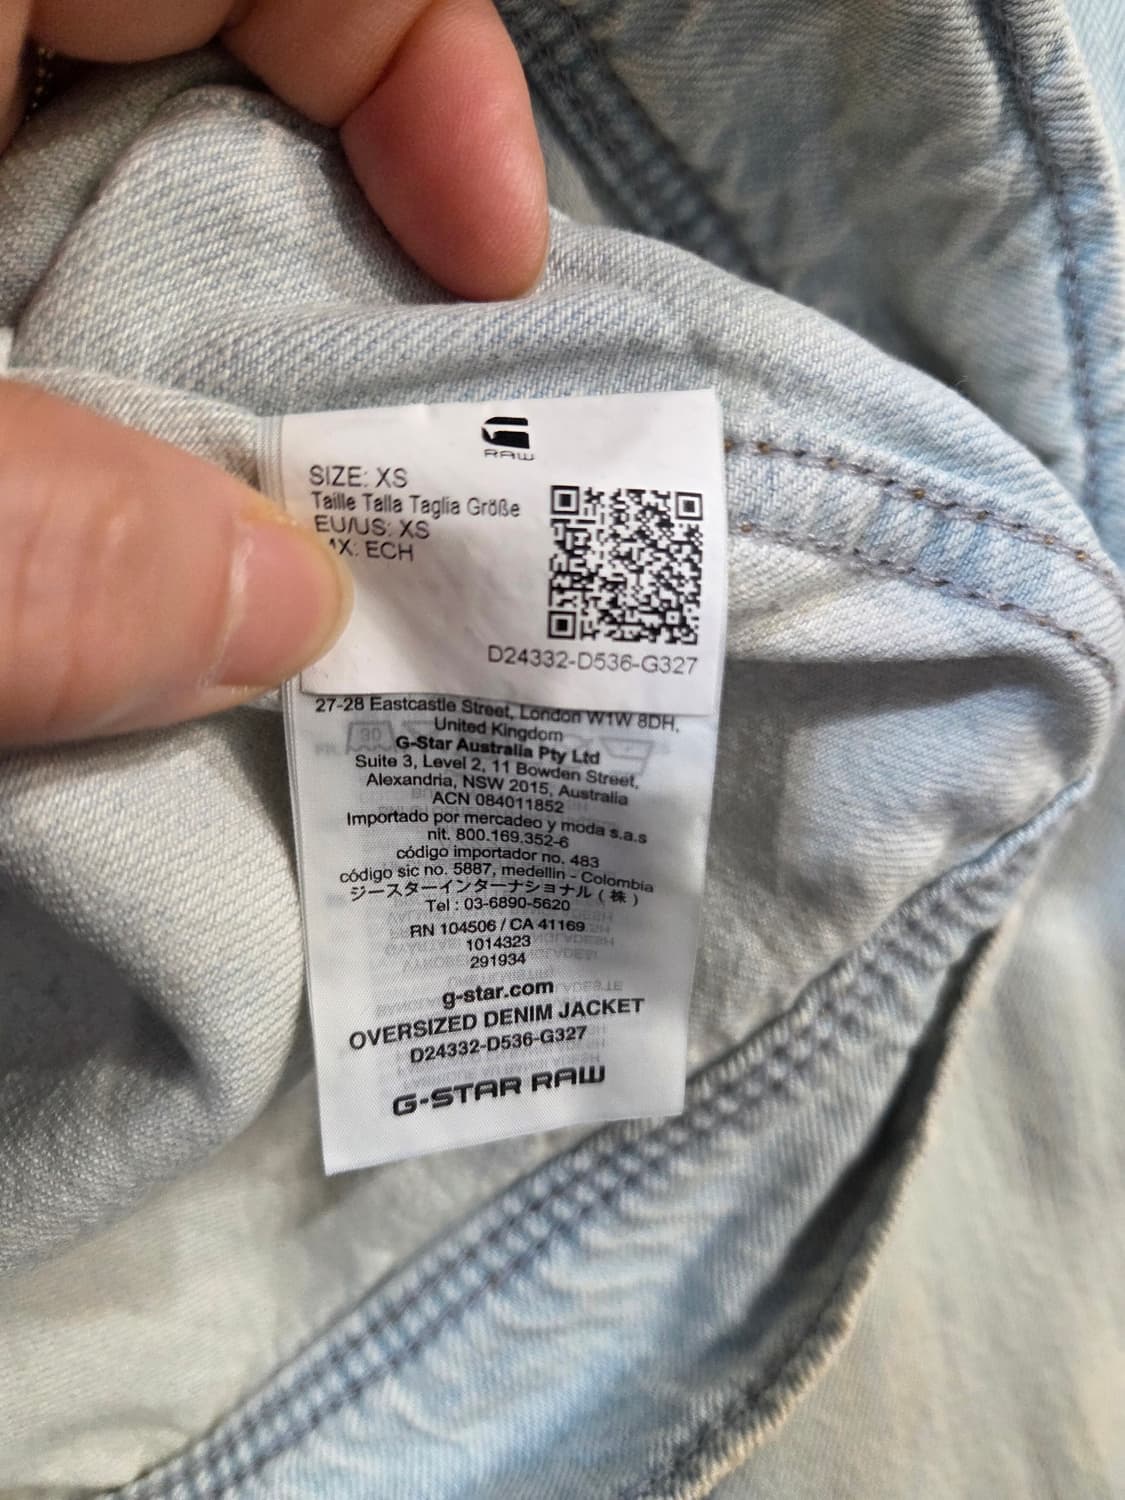 RAW
SIZE: XS
Taille Talla Taglia Größe
EU/US: XS
MX: ECH
D24332-D536-G327
27-28 Eastcastle Street, London W1W 8DH,
United Kingdom
G-Star Australia Pty Ltd
Suite 3, Level 2, 11 Bowden Street,
Alexandria, NSW 2015, Australia
ACN 084011852
Importado por mercadeo y moda s.a.s
nit. 800.169.352-6
código importador no. 483
código sic no. 5887, medellin - Colombia
ジースターインターナショナル(株)
Tel : 03-6890-5620
RN 104506 / CA 41169
1014323
291934
g-star.com
OVERSIZED DENIM JACKET
D24332-D536-G327
G-STAR RAW